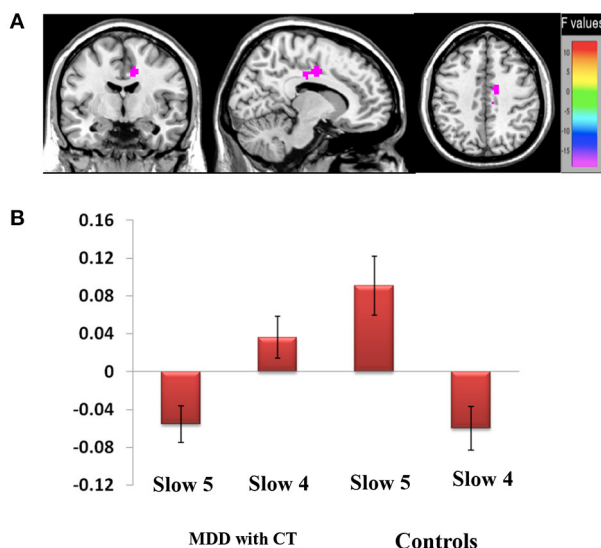 A
F values
10
5
0
-5
-10
-15
B
0.16
0.12
0.08
0.04
0
-0.04
-0.08
-0.12
Slow 5
Slow 4
Slow 5
Slow 4
MDD with CT
Controls